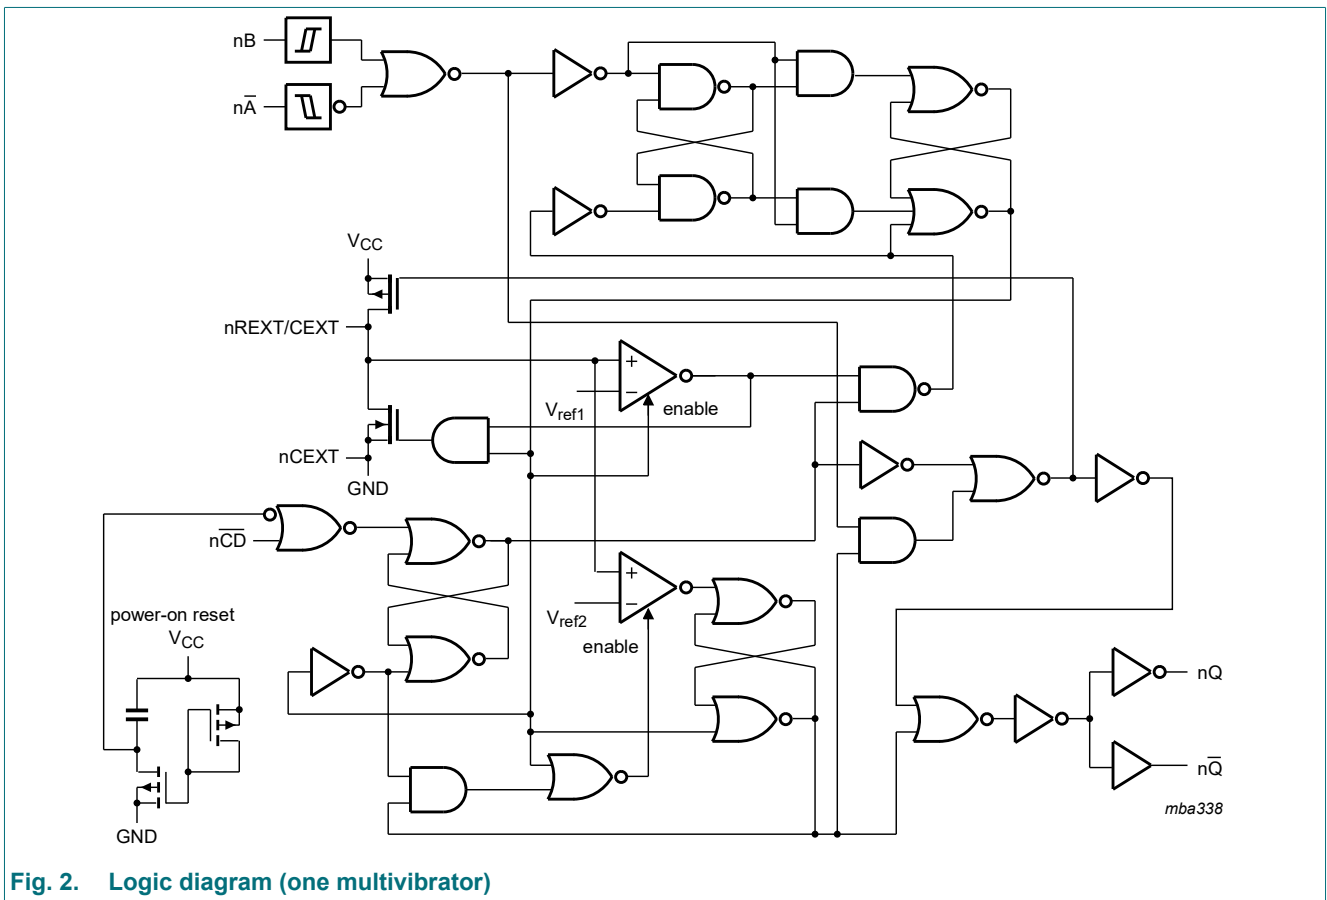 nB
nA̅
VCC
nREXT/CEXT
+
−
Vref1
enable
nCEXT
GND
nC̅D̅
+
−
Vref2
enable
power-on reset
VCC
GND
nQ
nQ̅
mba338
Fig. 2. Logic diagram (one multivibrator)